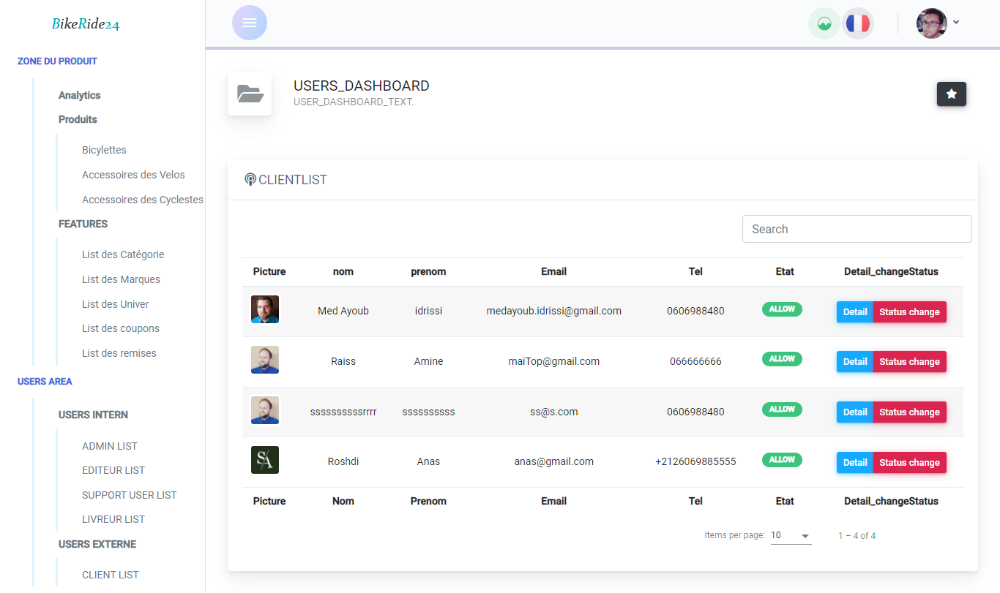 BikeRide24
ZONE DU PRODUIT
Analytics
Produits
Bicylettes
Accessoires des Velos
Accessoires des Cyclestes
FEATURES
List des Catégorie
List des Marques
List des Univer
List des coupons
List des remises
USERS AREA
USERS INTERN
ADMIN LIST
EDITEUR LIST
SUPPORT USER LIST
LIVREUR LIST
USERS EXTERNE
CLIENT LIST
USERS_DASHBOARD
USER_DASHBOARD_TEXT.
CLIENTLIST
Search
Picture nom prenom Email Tel Etat Detail_changeStatus
Med Ayoub idrissi medayoub.idrissi@gmail.com 0606988480 ALLOW Detail Status change
Raiss Amine maiTop@gmail.com 066666666 ALLOW Detail Status change
ssssssssssrrrr ssssssssss ss@s.com 0606988480 ALLOW Detail Status change
SA Roshdi Anas anas@gmail.com +2126069885555 ALLOW Detail Status change
Picture Nom Prenom Email Tel Etat Detail_changeStatus
Items per page: 10 1 – 4 of 4